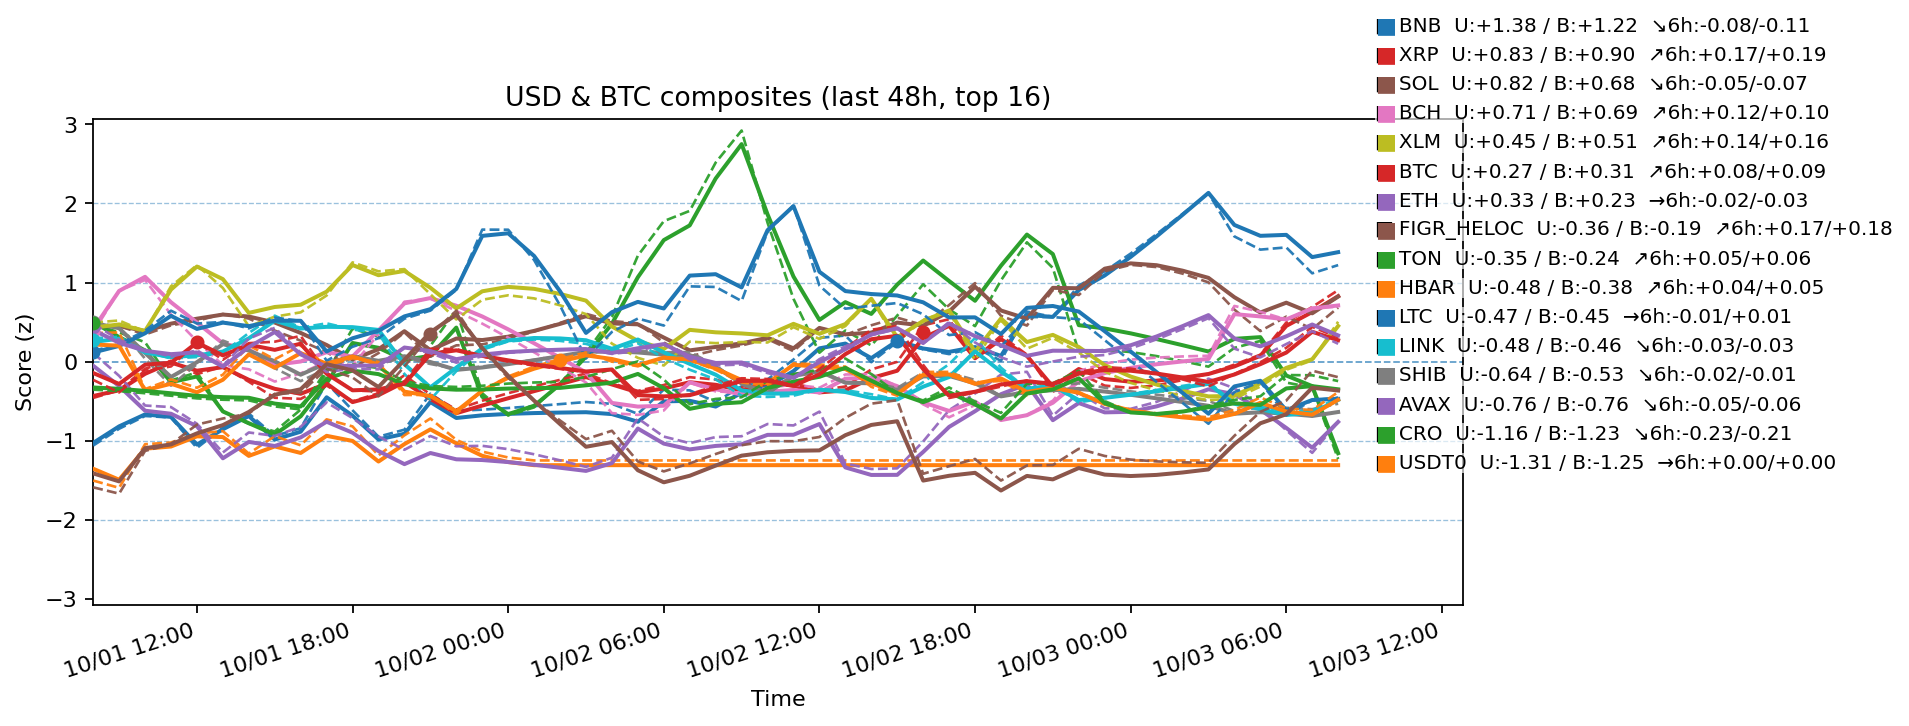 BNB U:+1.38 / B:+1.22 ↘6h:-0.08/-0.11
XRP U:+0.83 / B:+0.90 ↗6h:+0.17/+0.19
SOL U:+0.82 / B:+0.68 ↘6h:-0.05/-0.07
BCH U:+0.71 / B:+0.69 ↗6h:+0.12/+0.10
XLM U:+0.45 / B:+0.51 ↗6h:+0.14/+0.16
BTC U:+0.27 / B:+0.31 ↗6h:+0.08/+0.09
ETH U:+0.33 / B:+0.23 →6h:-0.02/-0.03
FIGR_HELOC U:-0.36 / B:-0.19 ↗6h:+0.17/+0.18
TON U:-0.35 / B:-0.24 ↗6h:+0.05/+0.06
HBAR U:-0.48 / B:-0.38 ↗6h:+0.04/+0.05
LTC U:-0.47 / B:-0.45 →6h:-0.01/+0.01
LINK U:-0.48 / B:-0.46 ↘6h:-0.03/-0.03
SHIB U:-0.64 / B:-0.53 ↘6h:-0.02/-0.01
AVAX U:-0.76 / B:-0.76 ↘6h:-0.05/-0.06
CRO U:-1.16 / B:-1.23 ↘6h:-0.23/-0.21
USDT0 U:-1.31 / B:-1.25 →6h:+0.00/+0.00
USD & BTC composites (last 48h, top 16)
Score (z)
3
2
1
0
−1
−2
−3
10/01 12:00
10/01 18:00
10/02 00:00
10/02 06:00
10/02 12:00
10/02 18:00
10/03 00:00
10/03 06:00
10/03 12:00
Time